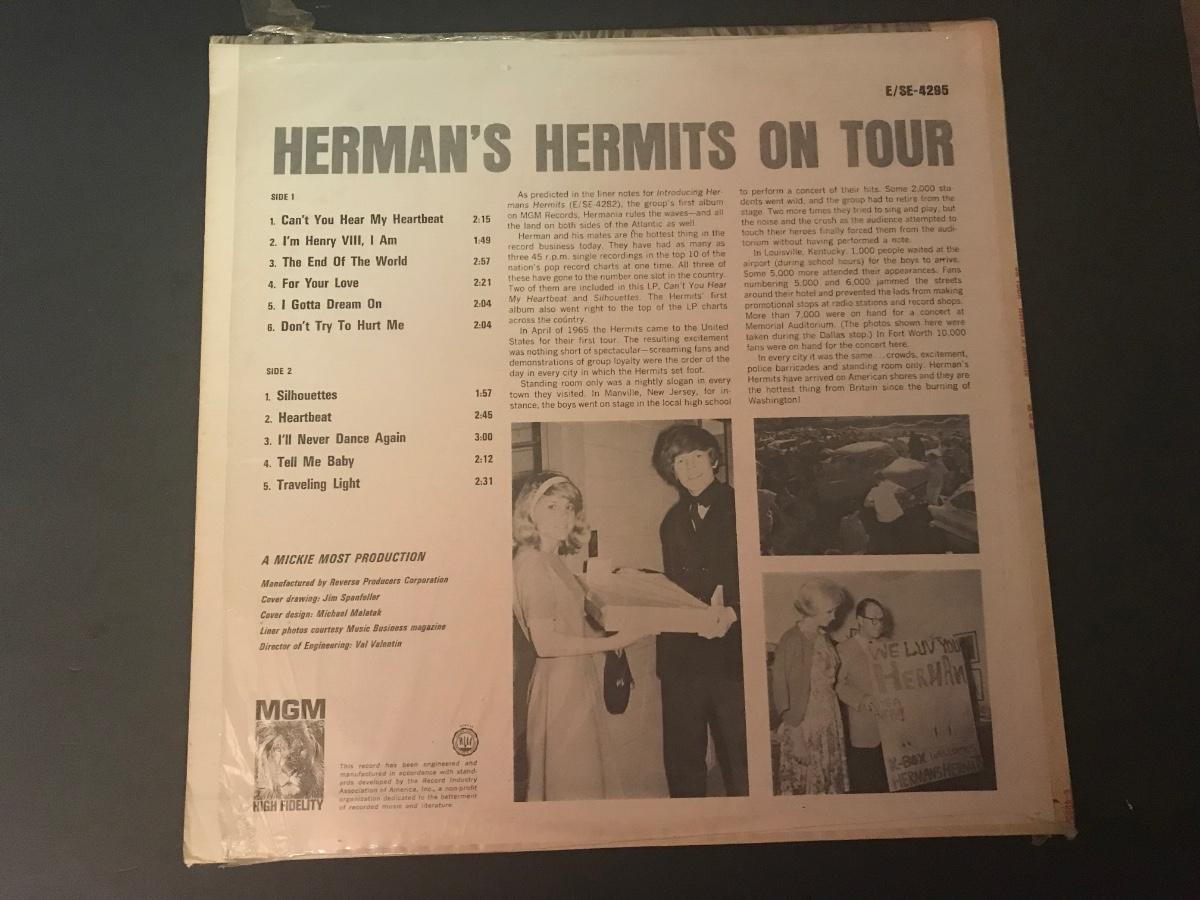 E/SE-4295
HERMAN'S HERMITS ON TOUR
SIDE 1
1. Can't You Hear My Heartbeat 2:15
2. I'm Henry VIII, I Am 1:49
3. The End Of The World 2:57
4. For Your Love 2:21
5. I Gotta Dream On 2:04
6. Don't Try To Hurt Me 2:04
SIDE 2
1. Silhouettes 1:57
2. Heartbeat 2:45
3. I'll Never Dance Again 3:00
4. Tell Me Baby 2:12
5. Traveling Light 2:31
A MICKIE MOST PRODUCTION
Manufactured by Reverse Producers Corporation
Cover drawing: Jim Spanfeller
Cover design: Michael Malatak
Liner photos courtesy Music Business magazine
Director of Engineering: Val Valentin
MGM
HIGH FIDELITY
This record has been engineered and
manufactured in accordance with stand-
ards developed by the Record Industry
Association of America, Inc., a non-profit
organization dedicated to the betterment
of recorded music and literature.
As predicted in the liner notes for Introducing Her-
mans Hermits (E/SE-4282), the group's first album
on MGM Records, Hermania rules the waves—and all
the land on both sides of the Atlantic as well.
Herman and his mates are the hottest thing in the
record business today. They have had as many as
three 45 r.p.m. single recordings in the top 10 of the
nation's pop record charts at one time. All three of
these have gone to the number one slot in the country.
Two of them are included in this LP, Can't You Hear
My Heartbeat and Silhouettes. The Hermits' first
album also went right to the top of the LP charts
across the country.
In April of 1965 the Hermits came to the United
States for their first tour. The resulting excitement
was nothing short of spectacular—screaming fans and
demonstrations of group loyalty were the order of the
day in every city in which the Hermits set foot.
Standing room only was a nightly slogan in every
town they visited. In Manville, New Jersey, for in-
stance, the boys went on stage in the local high school
to perform a concert of their hits. Some 2,000 stu-
dents went wild, and the group had to retire from the
stage. Two more times they tried to sing and play, but
the noise and the crush as the audience attempted to
touch their heroes finally forced them from the audi-
torium without having performed a note.
In Louisville, Kentucky, 1,000 people waited at the
airport (during school hours) for the boys to arrive.
Some 5,000 more attended their appearances. Fans
numbering 5,000 and 6,000 jammed the streets
around their hotel and prevented the lads from making
promotional stops at radio stations and record shops.
More than 7,000 were on hand for a concert at
Memorial Auditorium. (The photos shown here were
taken during the Dallas stop.) In Fort Worth 10,000
fans were on hand for the concert here.
In every city it was the same...crowds, excitement,
police barricades and standing room only. Herman's
Hermits have arrived on American shores and they are
the hottest thing from Britain since the burning of
Washington!
WE LUV YOU
HERMAN
K-BOX WELCOMES
HERMANS HERMITS